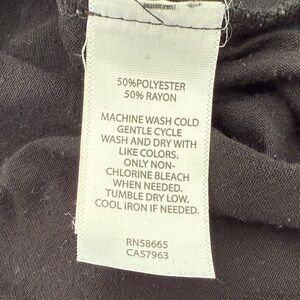 50%POLYESTER
50% RAYON
MACHINE WASH COLD
GENTLE CYCLE
WASH AND DRY WITH
LIKE COLORS.
ONLY NON-
CHLORINE BLEACH
WHEN NEEDED.
TUMBLE DRY LOW.
COOL IRON IF NEEDED.
RN58665
CA57963